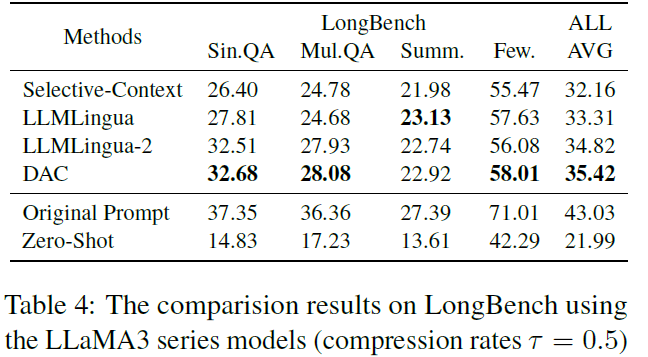 Methods LongBench ALL
Sin.QA Mul.QA Summ. Few. AVG
Selective-Context 26.40 24.78 21.98 55.47 32.16
LLMLingua 27.81 24.68 23.13 57.63 33.31
LLMLingua-2 32.51 27.93 22.74 56.08 34.82
DAC 32.68 28.08 22.92 58.01 35.42
Original Prompt 37.35 36.36 27.39 71.01 43.03
Zero-Shot 14.83 17.23 13.61 42.29 21.99
Table 4: The comparision results on LongBench using
the LLaMA3 series models (compression rates τ = 0.5)